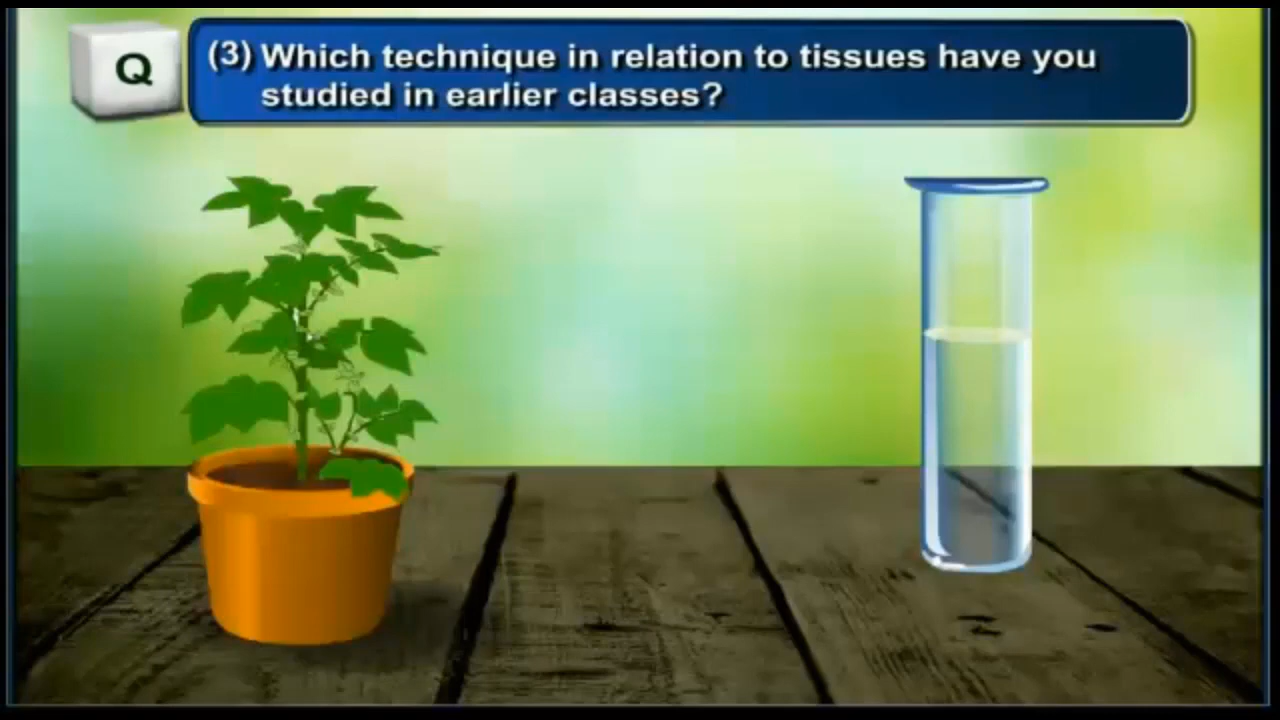 Q
(3) Which technique in relation to tissues have you
studied in earlier classes?